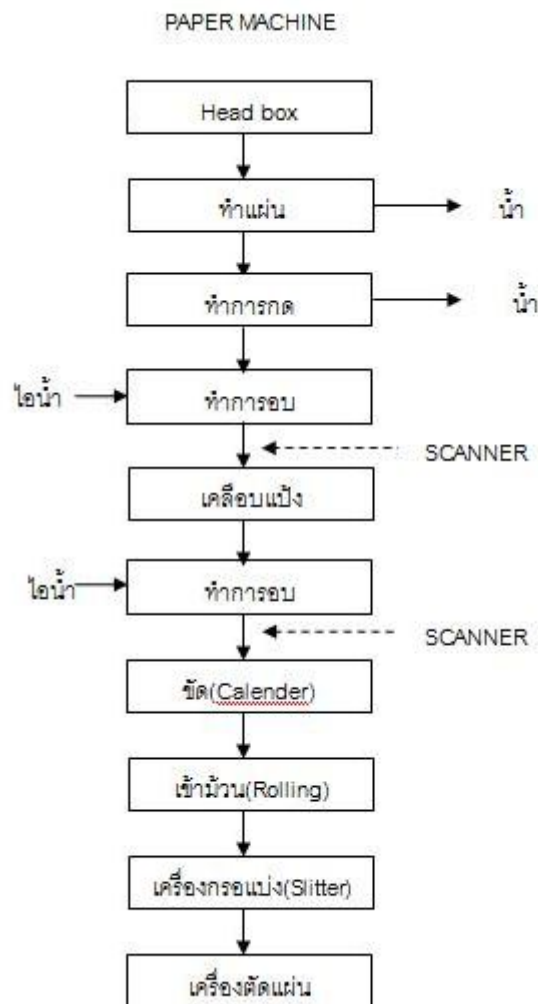 PAPER MACHINE
Head box
ทำแผ่น
น้ำ
ทำการกด
น้ำ
ไอน้ำ
ทำการอบ
SCANNER
เคลือบแป้ง
ไอน้ำ
ทำการอบ
SCANNER
ขัด(Calender)
เข้าม้วน(Rolling)
เครื่องกรอแบ่ง(Slitter)
เครื่องตัดแผ่น